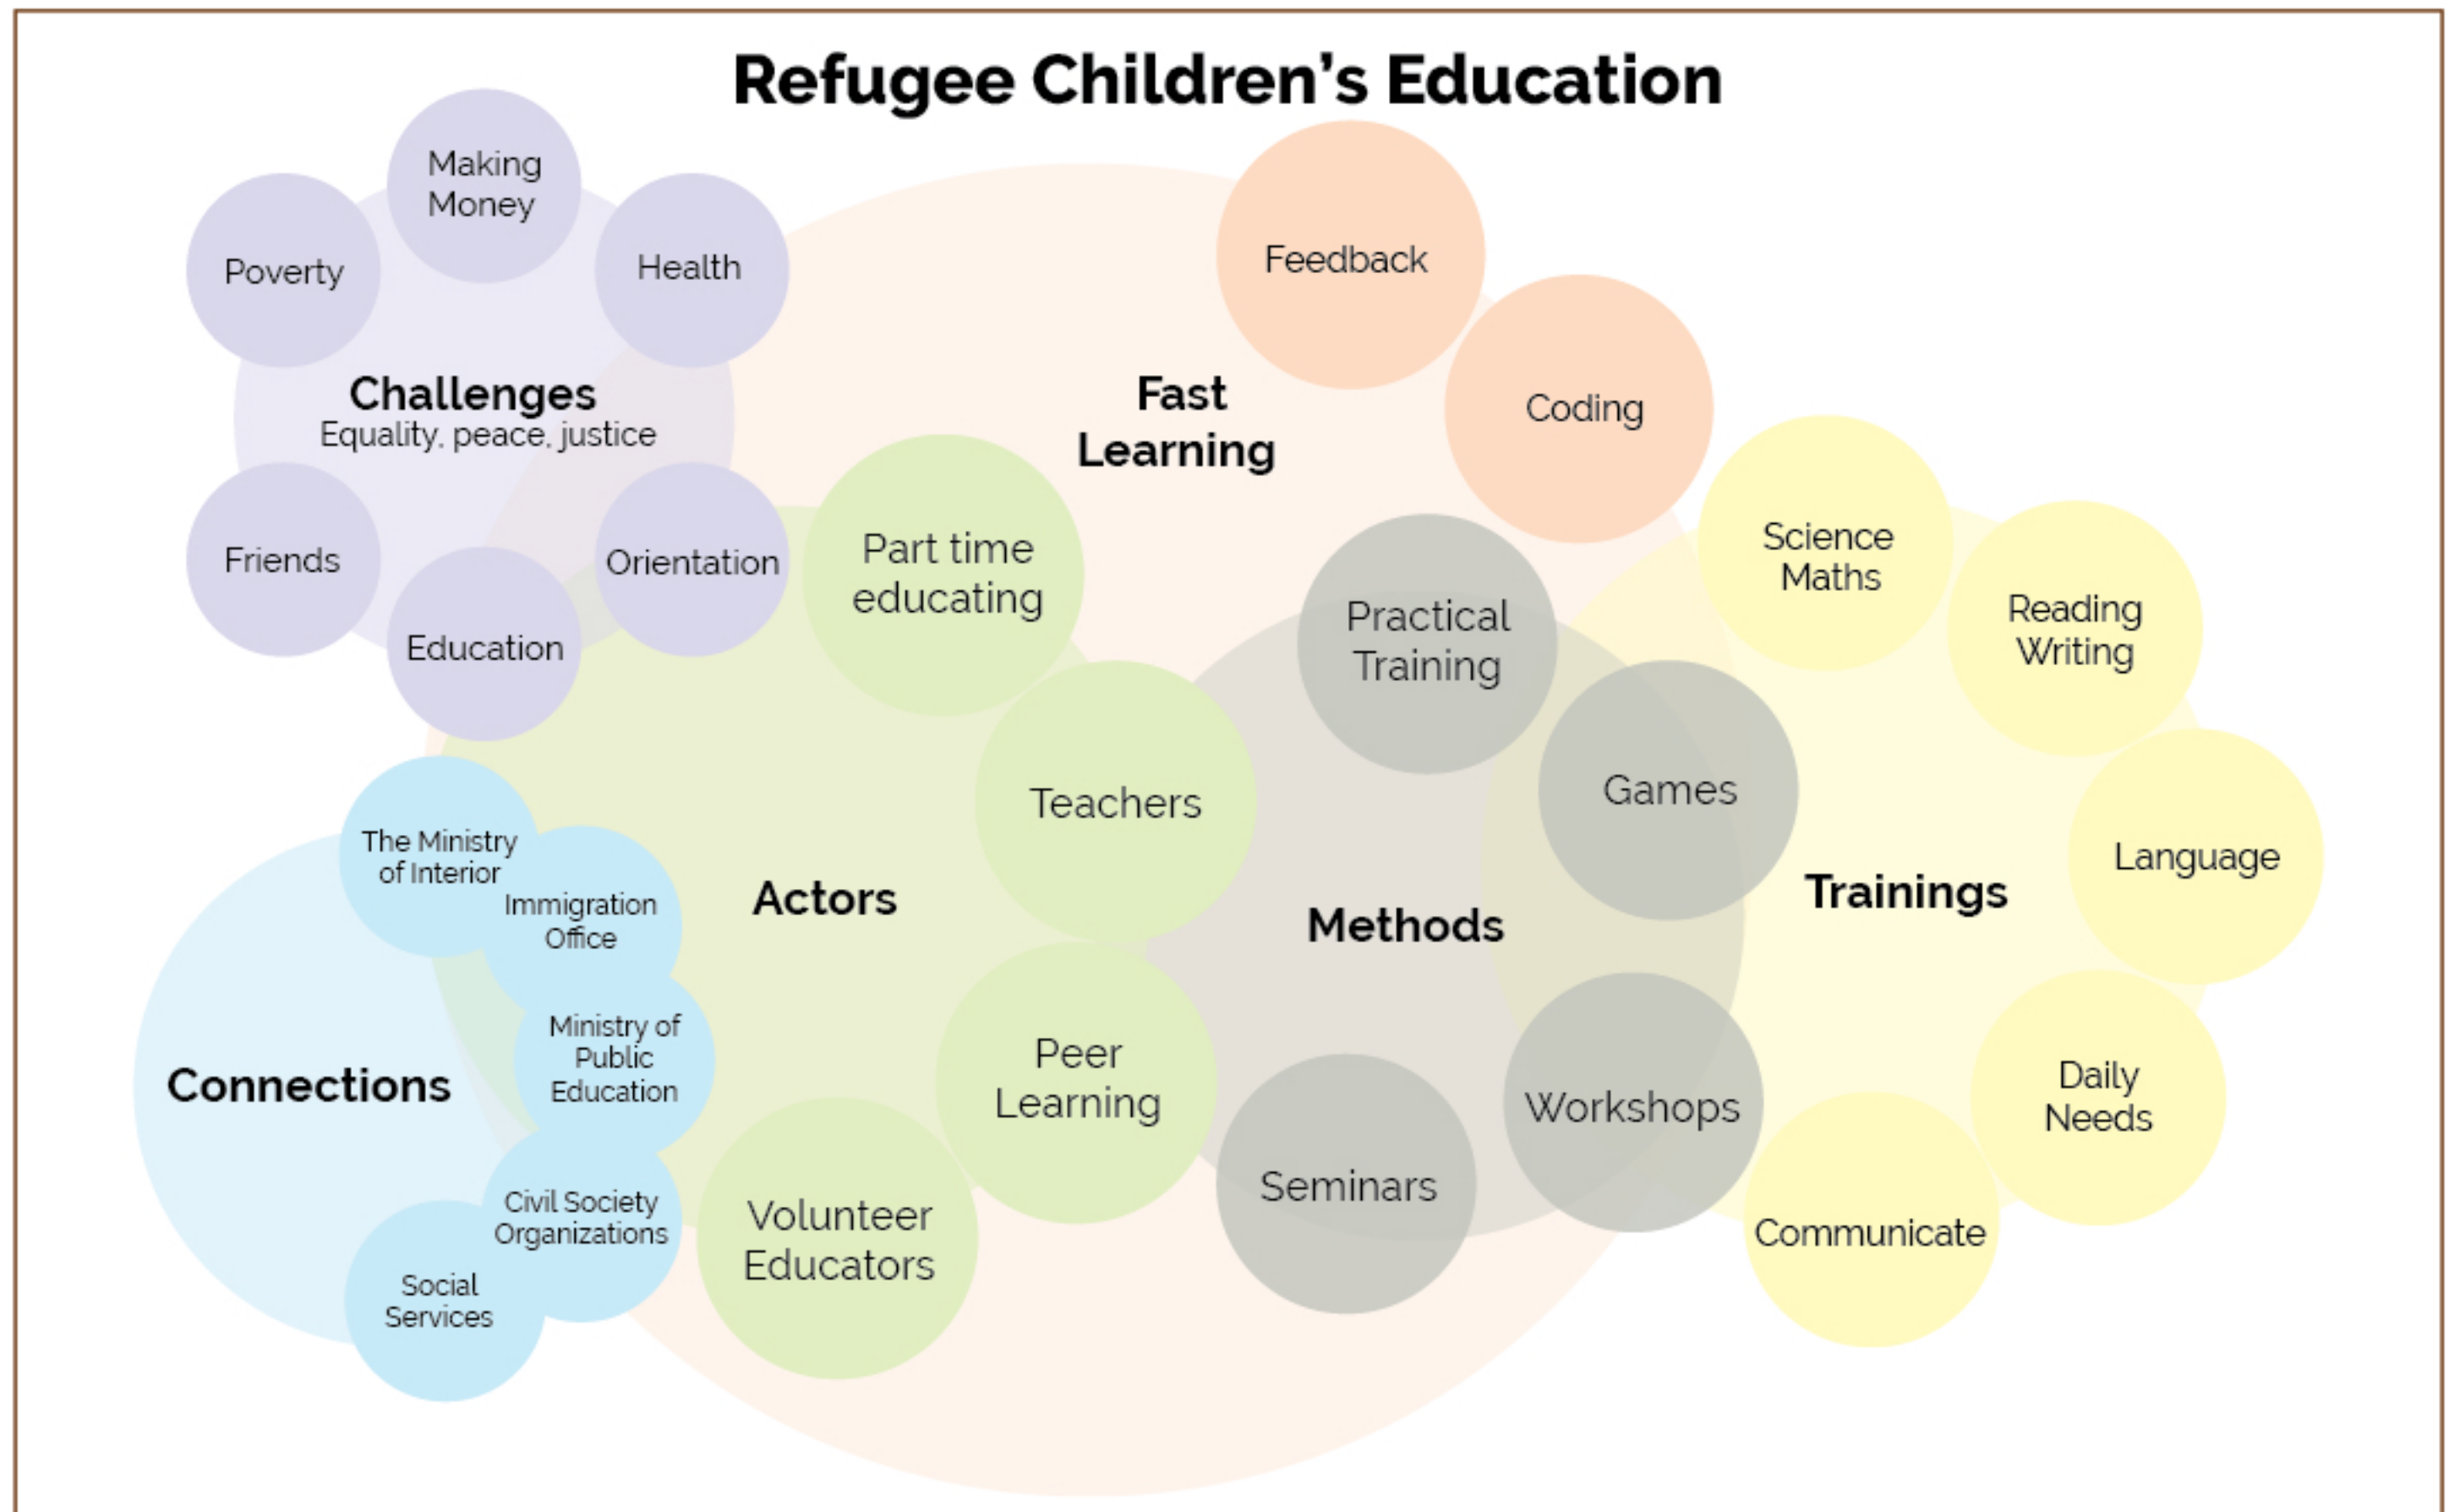 Refugee Children's Education
Making
Money
Poverty
Health
Challenges
Equality, peace, justice
Friends
Orientation
Education
Fast
Learning
Feedback
Coding
Part time
educating
Teachers
Actors
Peer
Learning
Volunteer
Educators
The Ministry
of Interior
Immigration
Office
Ministry of
Public
Education
Connections
Civil Society
Organizations
Social
Services
Practical
Training
Games
Methods
Workshops
Seminars
Science
Maths
Reading
Writing
Language
Trainings
Daily
Needs
Communicate